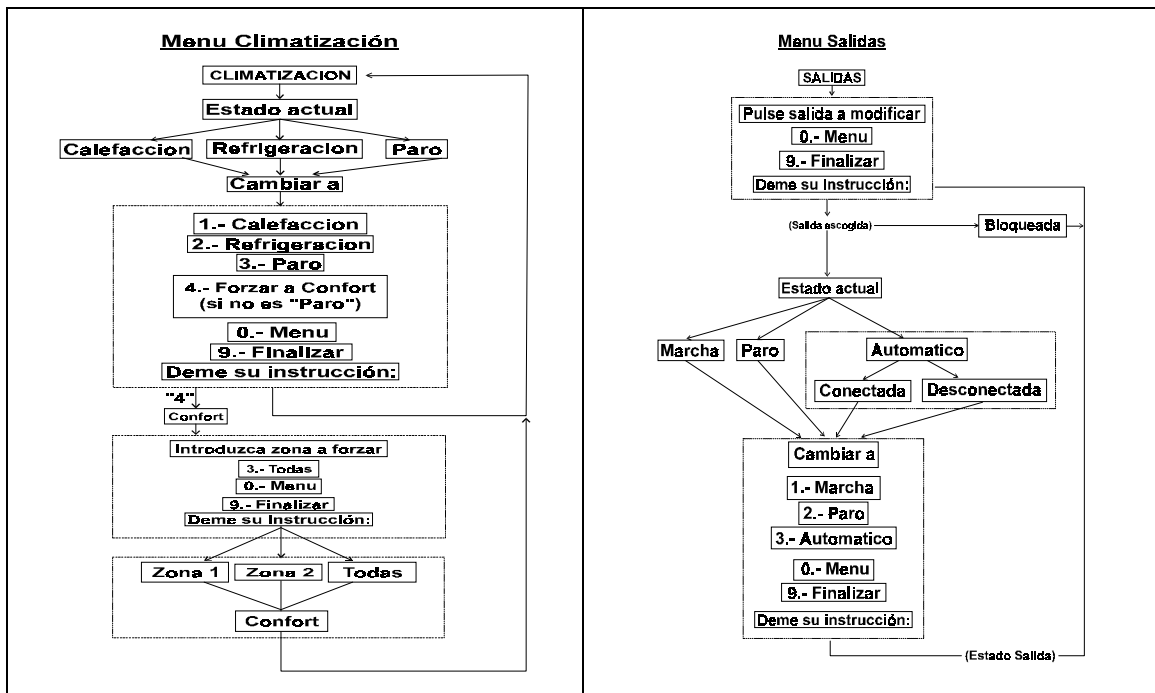 Menu Climatización
CLIMATIZACION
Estado actual
Calefaccion Refrigeracion Paro
Cambiar a
1.- Calefaccion
2.- Refrigeracion
3.- Paro
4.- Forzar a Confort
(si no es "Paro")
0.- Menu
9.- Finalizar
Deme su instrucción:
"4"
Confort
Introduzca zona a forzar
3.- Todas
0.- Menu
9.- Finalizar
Deme su Instrucción:
Zona 1 Zona 2 Todas
Confort
Menu Salidas
SALIDAS
Pulse salida a modificar
0.- Menu
9.- Finalizar
Deme su Instrucción:
(Salida escogida) Bloqueada
Estado actual
Marcha Paro Automatico
Conectada Desconectada
Cambiar a
1.- Marcha
2.- Paro
3.- Automatico
0.- Menu
9.- Finalizar
Deme su instrucción:
(Estado Salida)